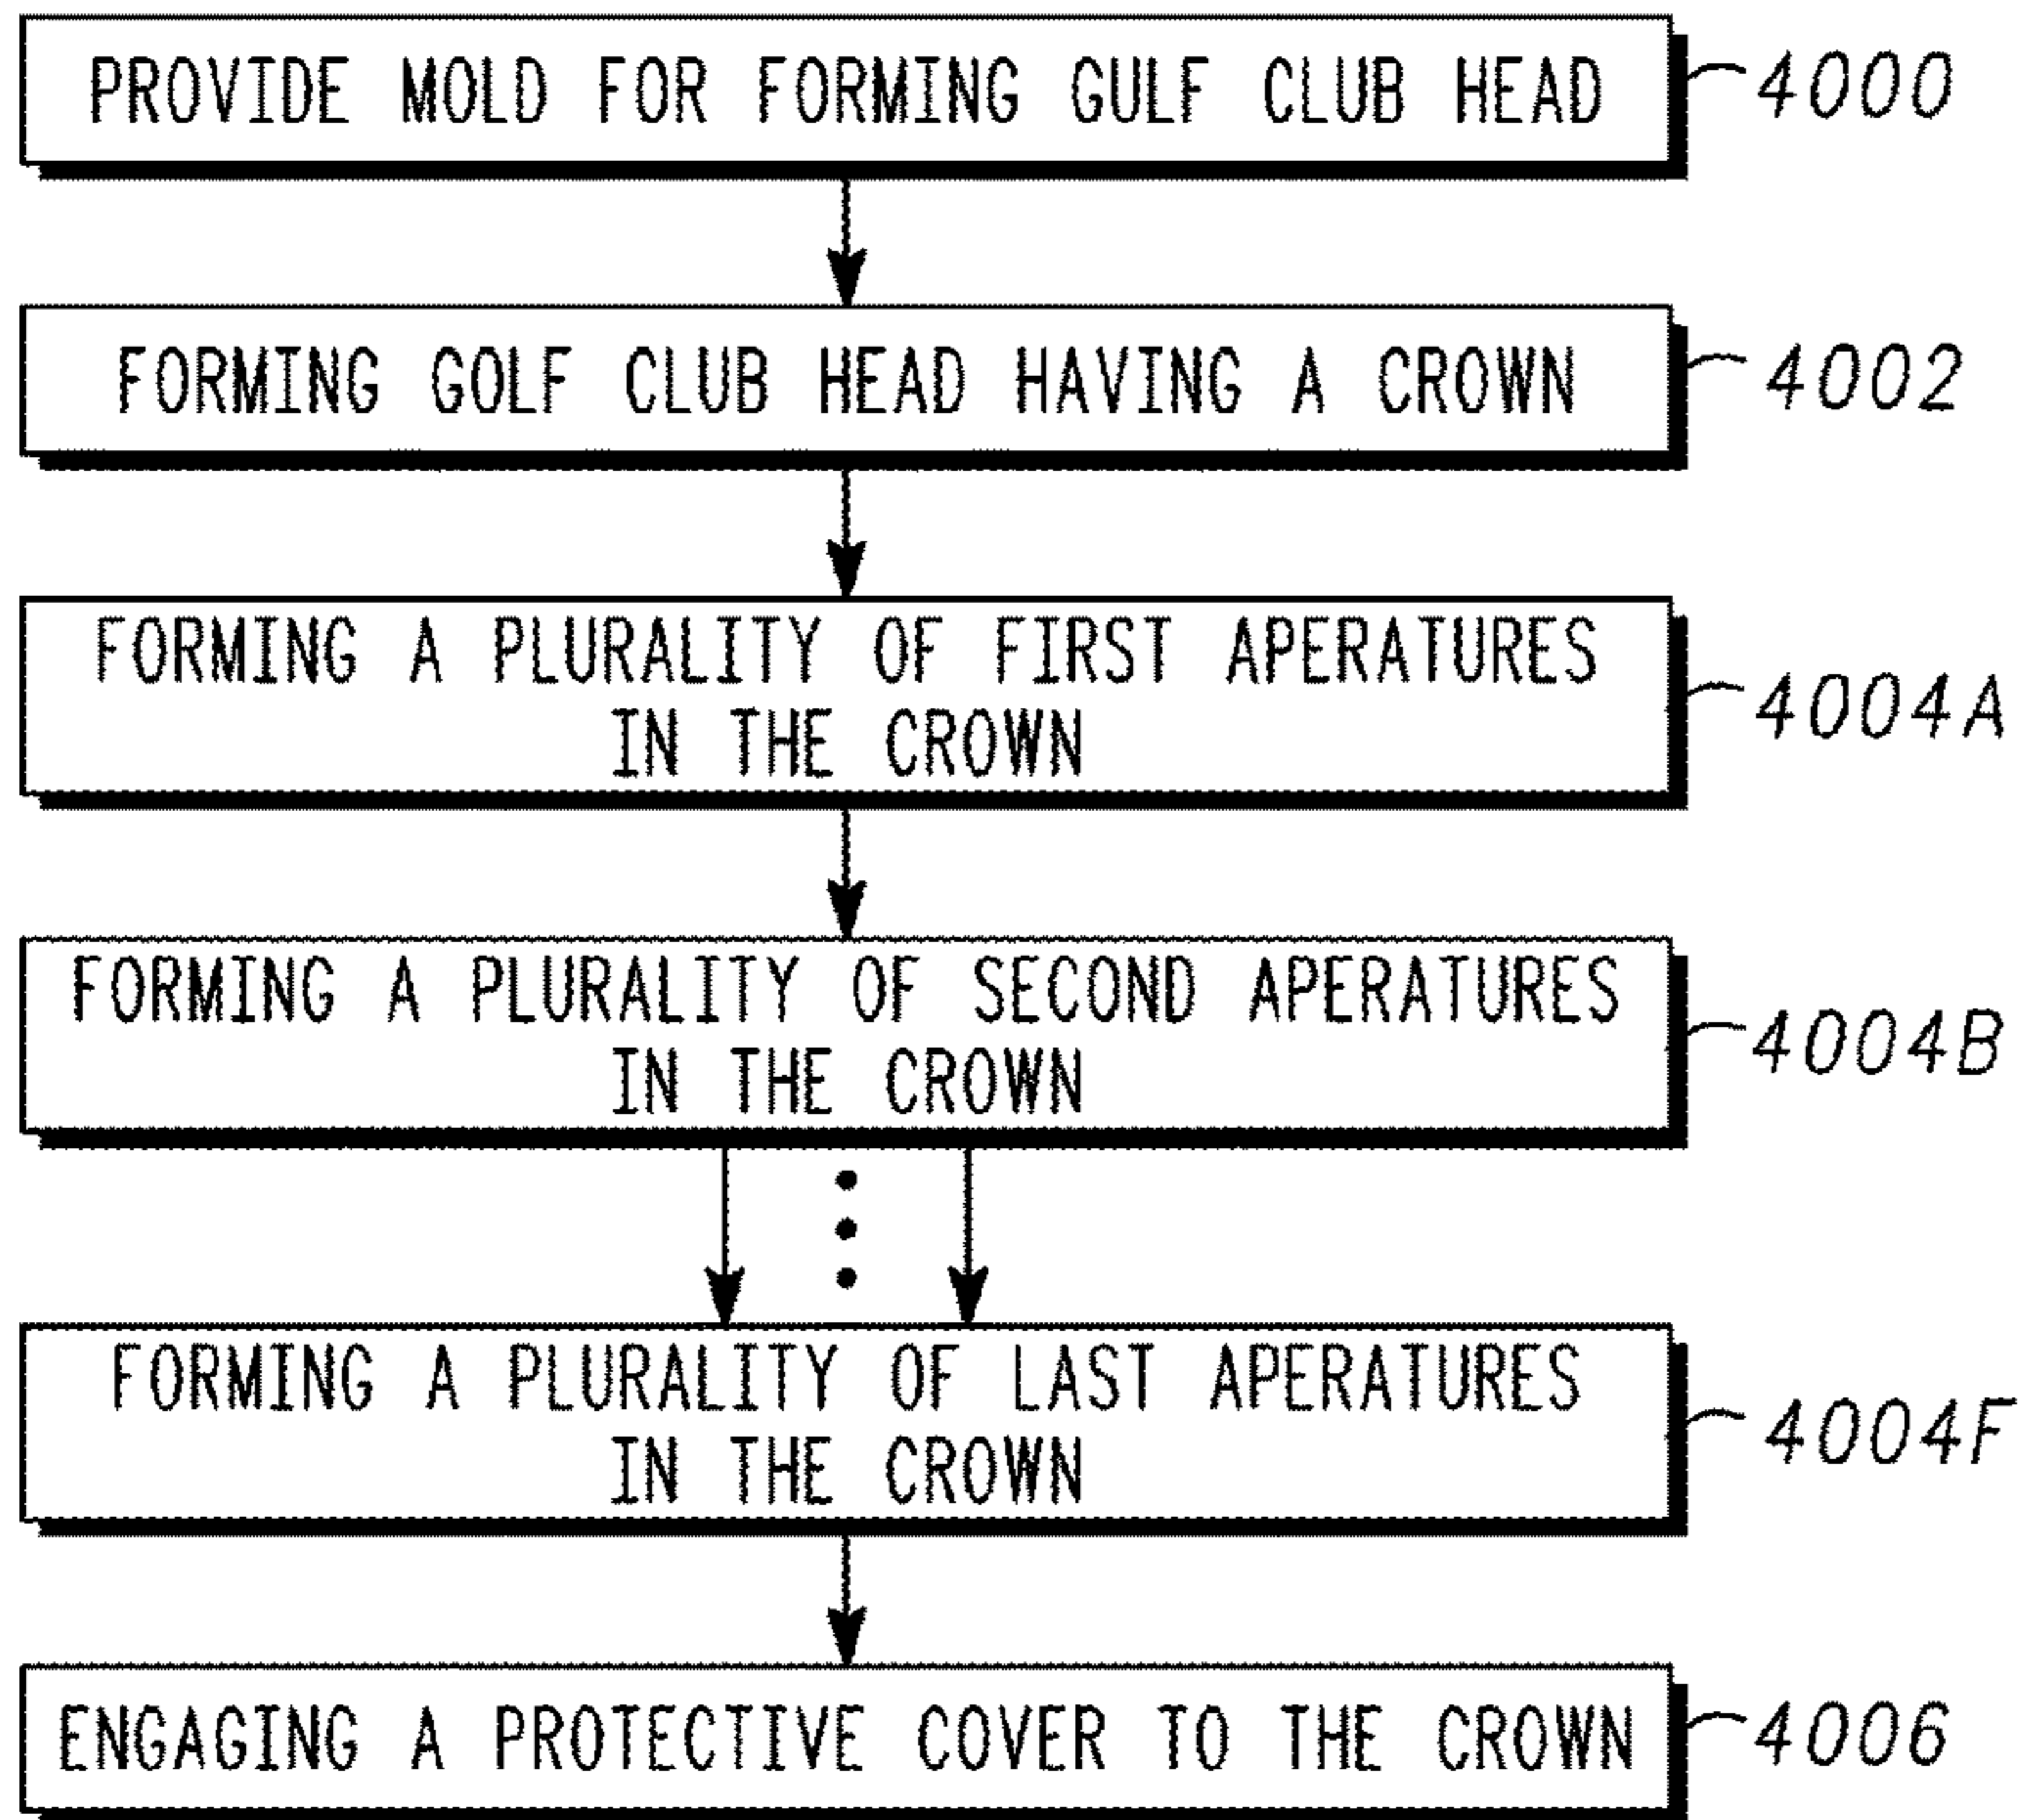 PROVIDE MOLD FOR FORMING GULF CLUB HEAD
4000
FORMING GOLF CLUB HEAD HAVING A CROWN
4002
FORMING A PLURALITY OF FIRST APERATURES
IN THE CROWN
4004A
FORMING A PLURALITY OF SECOND APERATURES
IN THE CROWN
4004B
FORMING A PLURALITY OF LAST APERATURES
IN THE CROWN
4004F
ENGAGING A PROTECTIVE COVER TO THE CROWN
4006